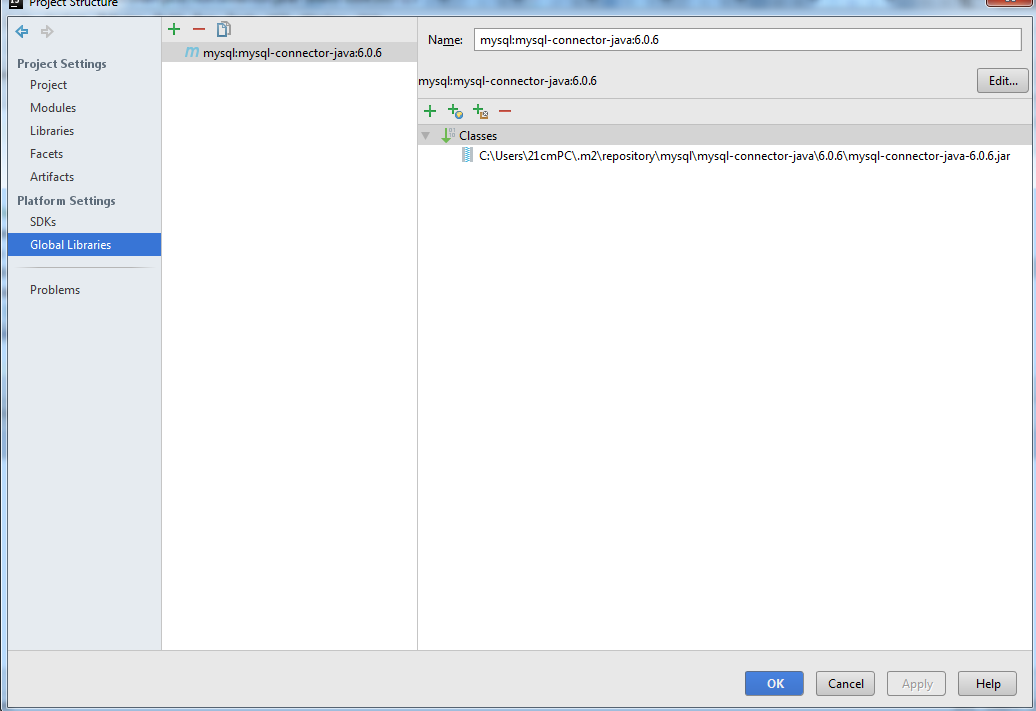 Project Structure
mysql:mysql-connector-java:6.0.6
Name: mysql:mysql-connector-java:6.0.6
Project Settings
Project
Modules
Libraries
Facets
Artifacts
Platform Settings
SDKs
Global Libraries
Problems
mysql:mysql-connector-java:6.0.6
Edit...
Classes
C:\Users\21cmPC\.m2\repository\mysql\mysql-connector-java\6.0.6\mysql-connector-java-6.0.6.jar
OK
Cancel
Apply
Help